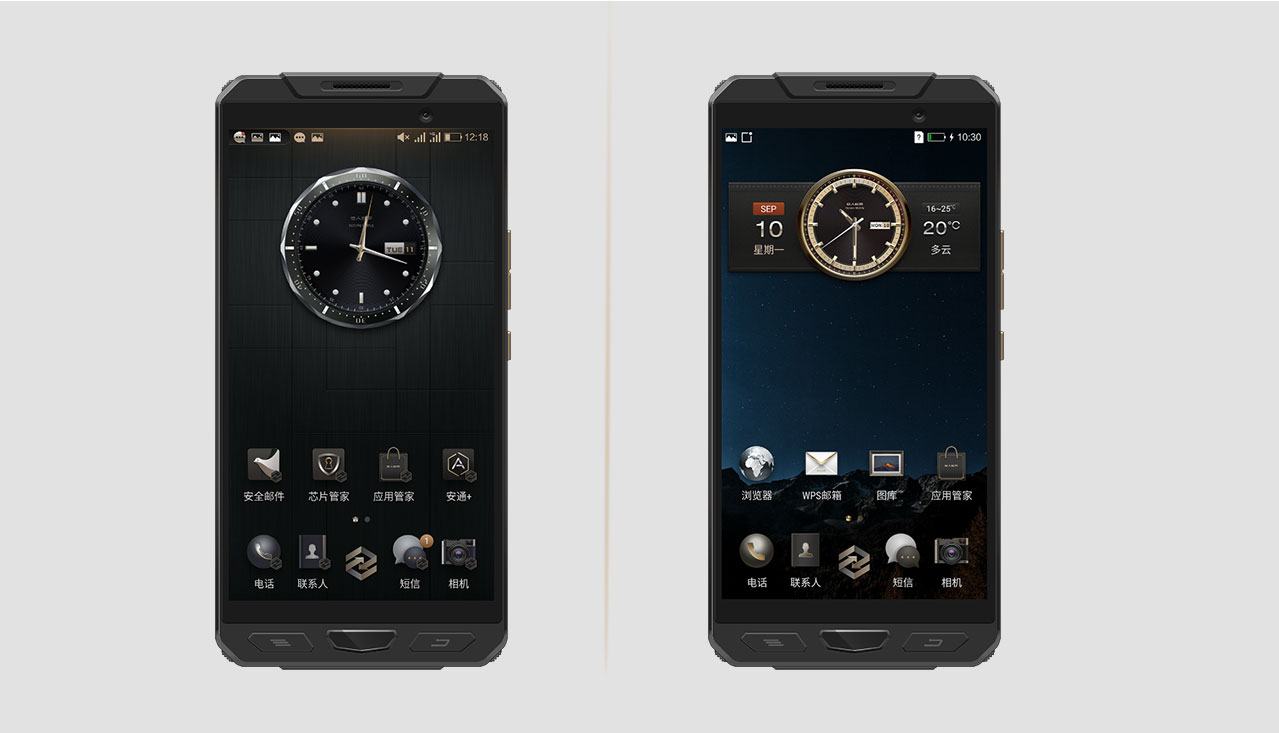 12:18
TUE 11
安全邮件
芯片管家
应用管家
安通+
1
电话
联系人
短信
相机
10:30
SEP
10
星期一
MON 10
16~25℃
20℃
多云
浏览器
WPS邮箱
图库
应用管家
电话
联系人
短信
相机